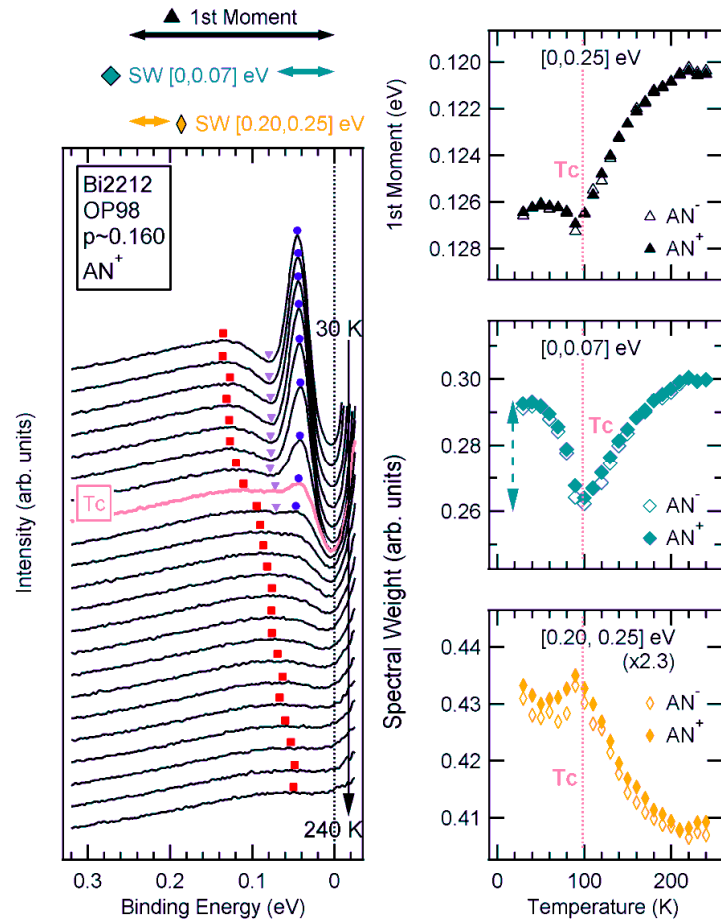 1st Moment
SW [0,0.07] eV
SW [0.20,0.25] eV
Bi2212
OP98
p~0.160
AN+
30 K
Tc
240 K
Intensity (arb. units)
0.3 0.2 0.1 0
Binding Energy (eV)
[0,0.25] eV
0.120
0.122
0.124
0.126
0.128
1st Moment (eV)
Tc
AN-
AN+
[0,0.07] eV
0.30
0.28
0.26
Tc
AN-
AN+
Spectral Weight (arb. units)
[0.20, 0.25] eV
(x2.3)
0.44
0.43
0.42
0.41
AN-
AN+
Tc
0 100 200
Temperature (K)